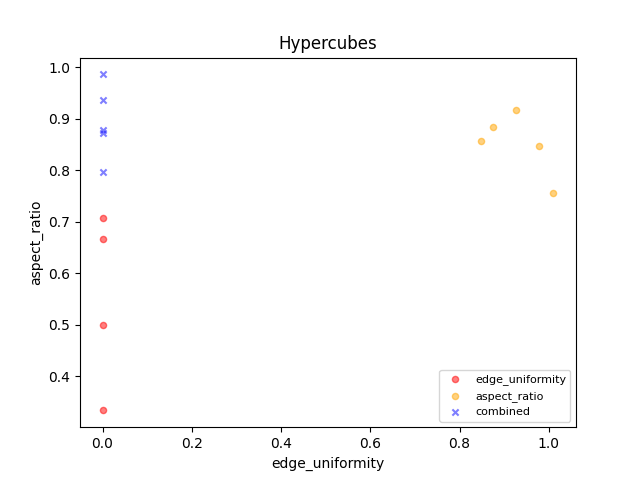 Hypercubes
1.0
0.9
0.8
0.7
0.6
0.5
0.4
aspect_ratio
0.0 0.2 0.4 0.6 0.8 1.0
edge_uniformity
edge_uniformity
aspect_ratio
combined